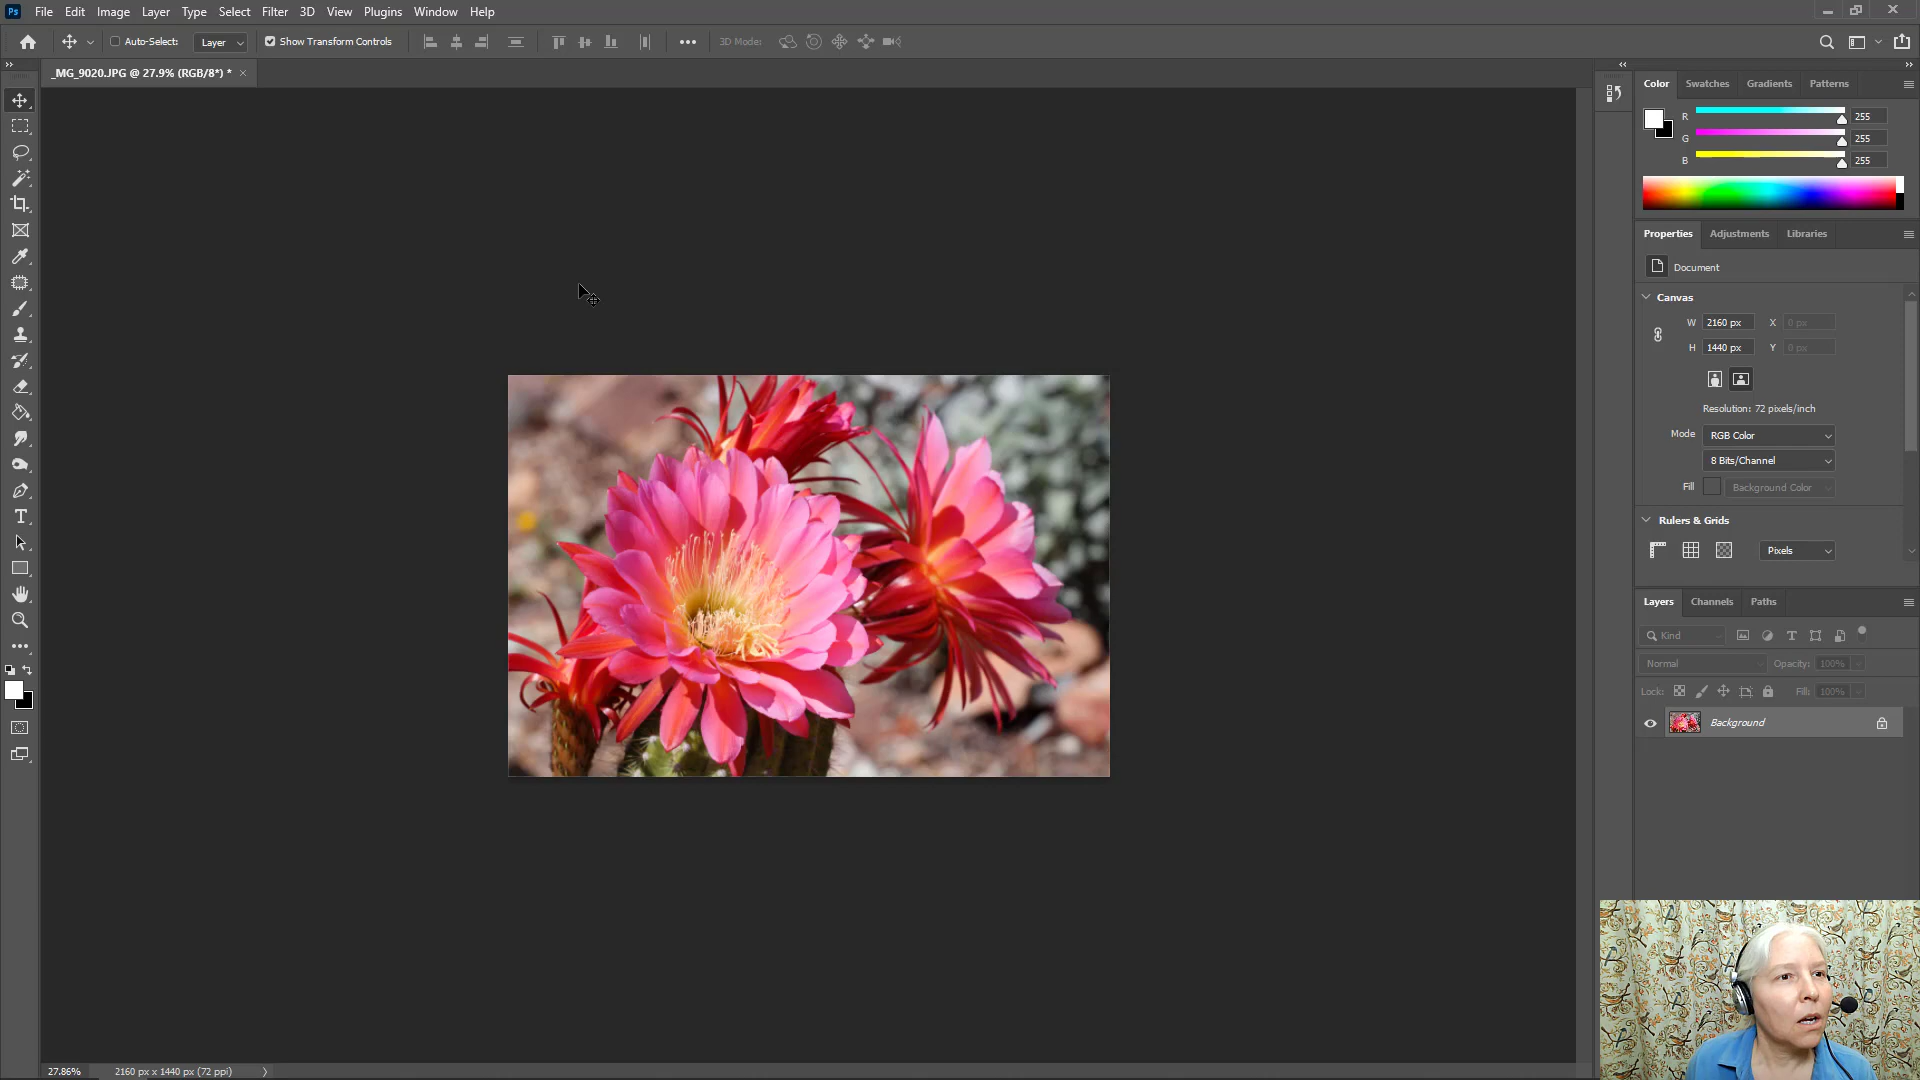 Ps File Edit Image Layer Type Select Filter 3D View Plugins Window Help
Auto-Select: Layer Show Transform Controls 3D Mode:
_MG_9020.JPG @ 27.9% (RGB/8*) *
Color Swatches Gradients Patterns
R 255
G 255
B 255
Properties Adjustments Libraries
Document
Canvas
W 2160 px X 0 px
H 1440 px Y 0 px
Resolution: 72 pixels/inch
Mode RGB Color
8 Bits/Channel
Fill Background Color
Rulers & Grids
Pixels
Layers Channels Paths
Kind
Normal Opacity: 100%
Lock: Fill: 100%
Background
27.86% 2160 px x 1440 px (72 ppi)